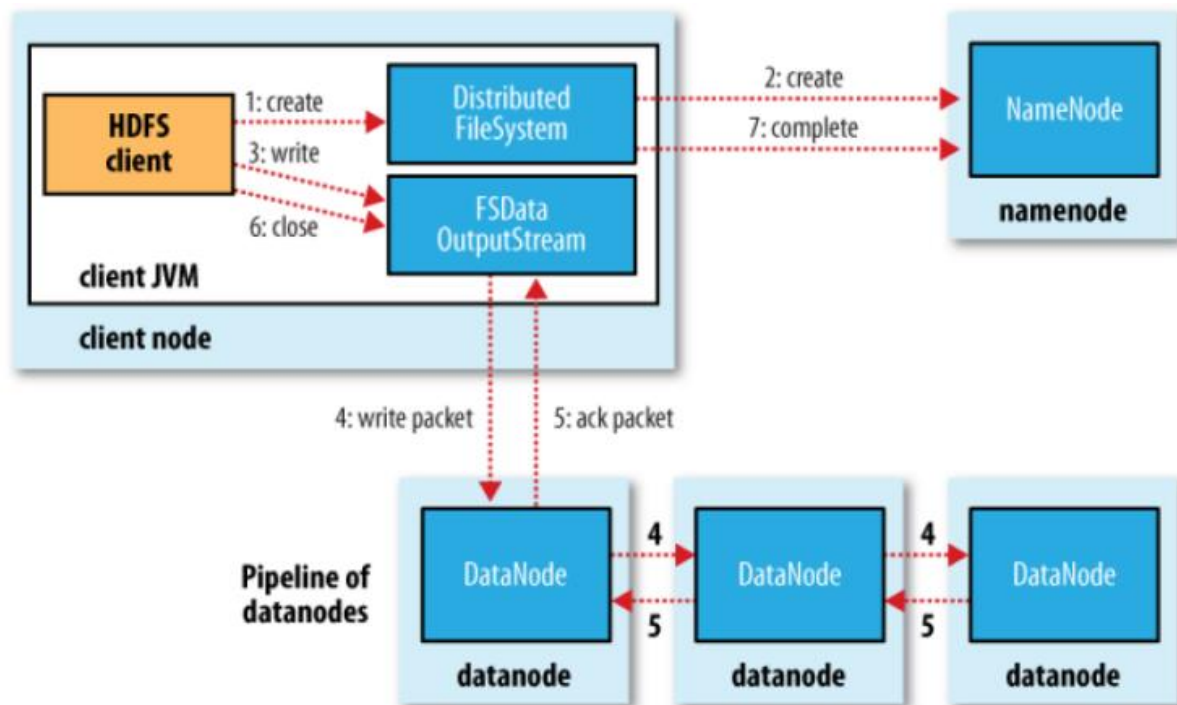 1: create
HDFS
client
3: write
6: close
Distributed
FileSystem
FSData
OutputStream
client JVM
client node
2: create
7: complete
NameNode
namenode
4: write packet
5: ack packet
Pipeline of
datanodes
DataNode
4
5
DataNode
4
5
DataNode
datanode
datanode
datanode